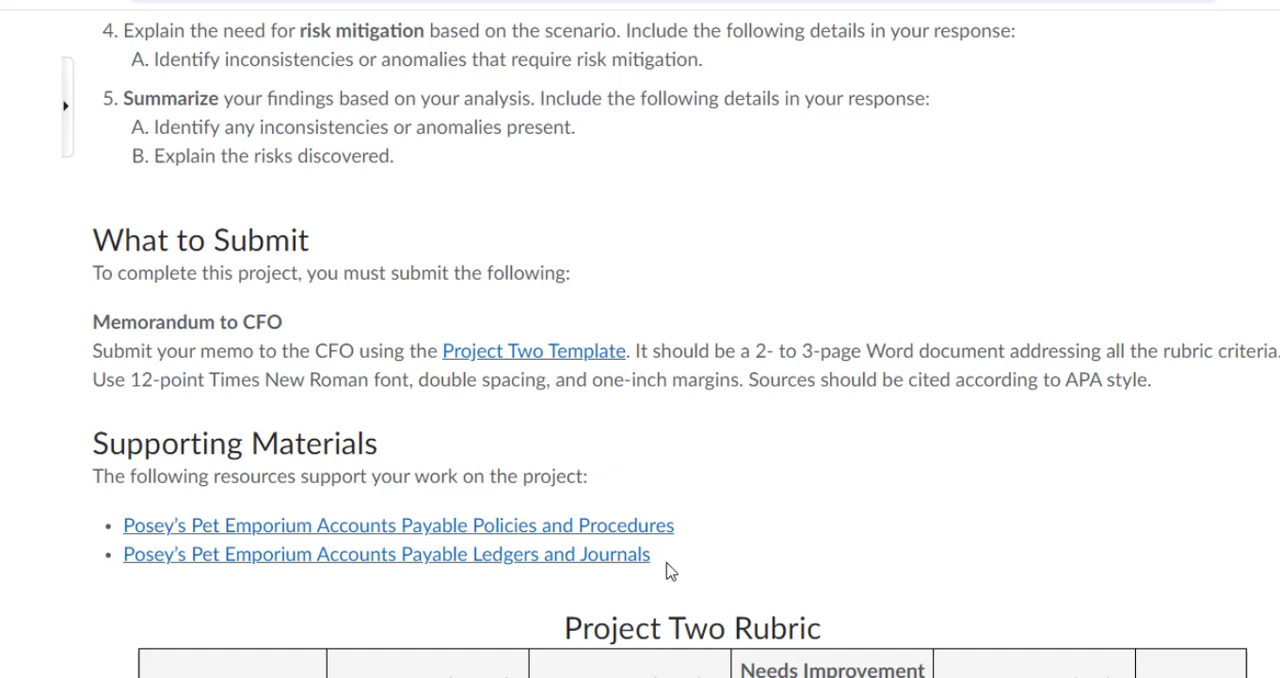 4. Explain the need for risk mitigation based on the scenario. Include the following details in your response:
A. Identify inconsistencies or anomalies that require risk mitigation.
5. Summarize your findings based on your analysis. Include the following details in your response:
A. Identify any inconsistencies or anomalies present.
B. Explain the risks discovered.
What to Submit
To complete this project, you must submit the following:
Memorandum to CFO
Submit your memo to the CFO using the Project Two Template. It should be a 2- to 3-page Word document addressing all the rubric criteria.
Use 12-point Times New Roman font, double spacing, and one-inch margins. Sources should be cited according to APA style.
Supporting Materials
The following resources support your work on the project:
• Posey’s Pet Emporium Accounts Payable Policies and Procedures
• Posey’s Pet Emporium Accounts Payable Ledgers and Journals
Project Two Rubric
Needs Improvement